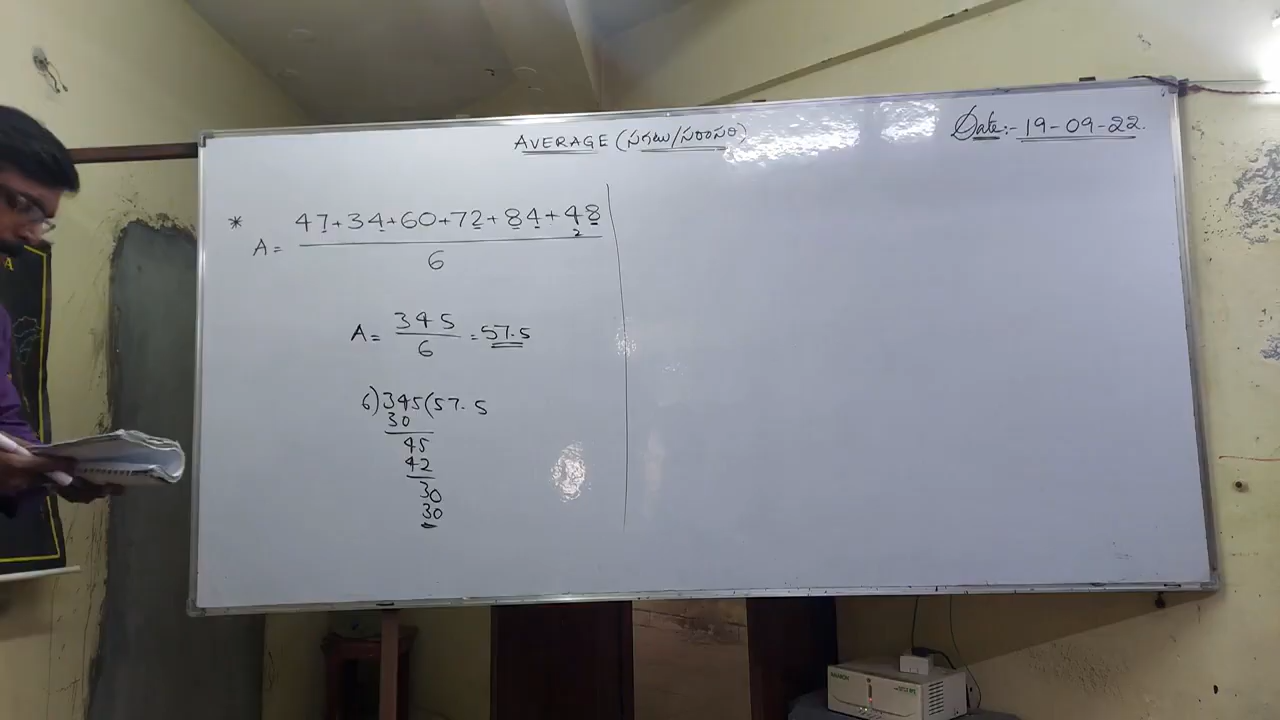 AVERAGE (సగటు/సరాసరి)
Date:- 19-09-22.
* A = 47+34+60+72+84+48
2
6
A = 345/6 = 57.5
6)345(57.5
30
45
42
30
30
A